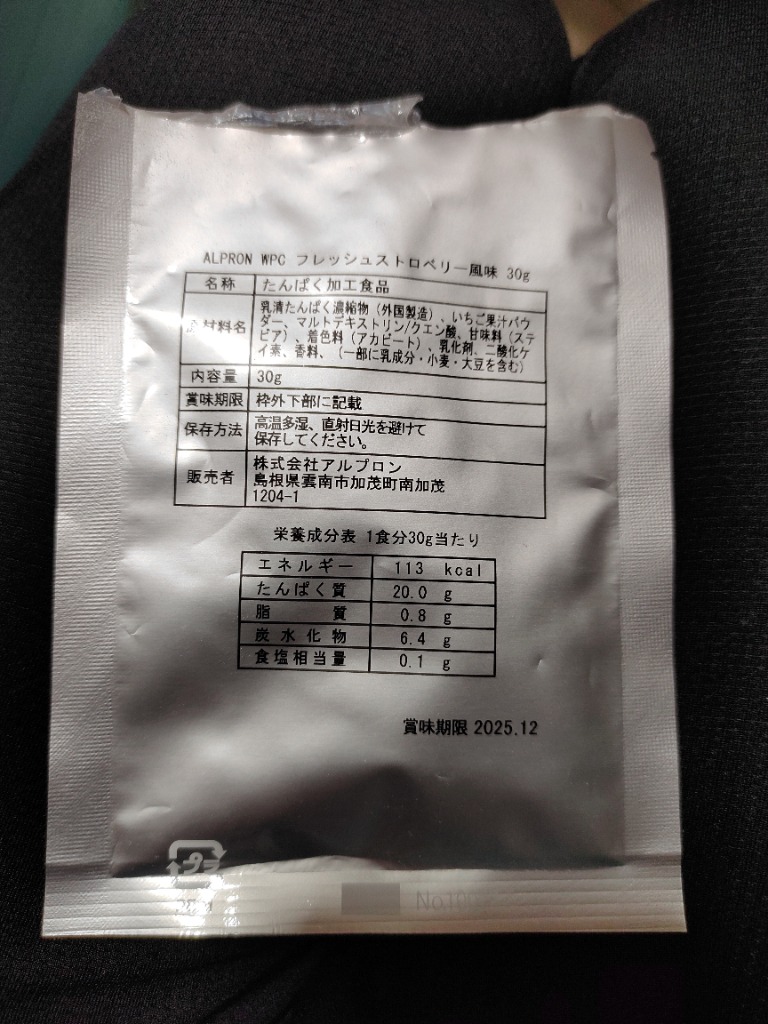 ALPRON WPC フレッシュストロベリー風味 30g
名称 たんぱく加工食品
材料名 乳清たんぱく濃縮物（外国製造）、いちご果汁パウ
ダー、マルトデキストリン/クエン酸、甘味料（ステ
ビア）、着色料（アカビート）、乳化剤、二酸化ケ
イ素、香料、（一部に乳成分・小麦・大豆を含む）
内容量 30g
賞味期限 枠外下部に記載
保存方法 高温多湿、直射日光を避けて
保存してください。
販売者 株式会社アルプロン
島根県雲南市加茂町南加茂
1204-1
栄養成分表 1食分30g当たり
エネルギー 113 kcal
たんぱく質 20.0 g
脂質 0.8 g
炭水化物 6.4 g
食塩相当量 0.1 g
賞味期限 2025.12
プラ